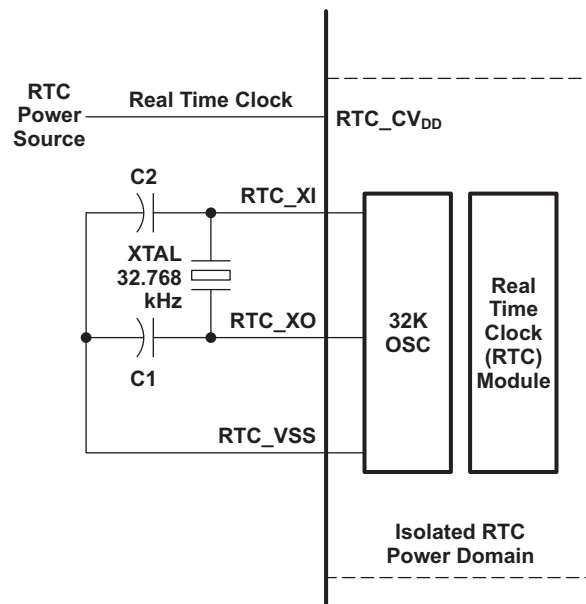 RTC
Power
Source
Real Time Clock
RTC_CVDD
C2
RTC_XI
XTAL
32.768
kHz
RTC_XO
C1
RTC_VSS
32K
OSC
Real
Time
Clock
(RTC)
Module
Isolated RTC
Power Domain